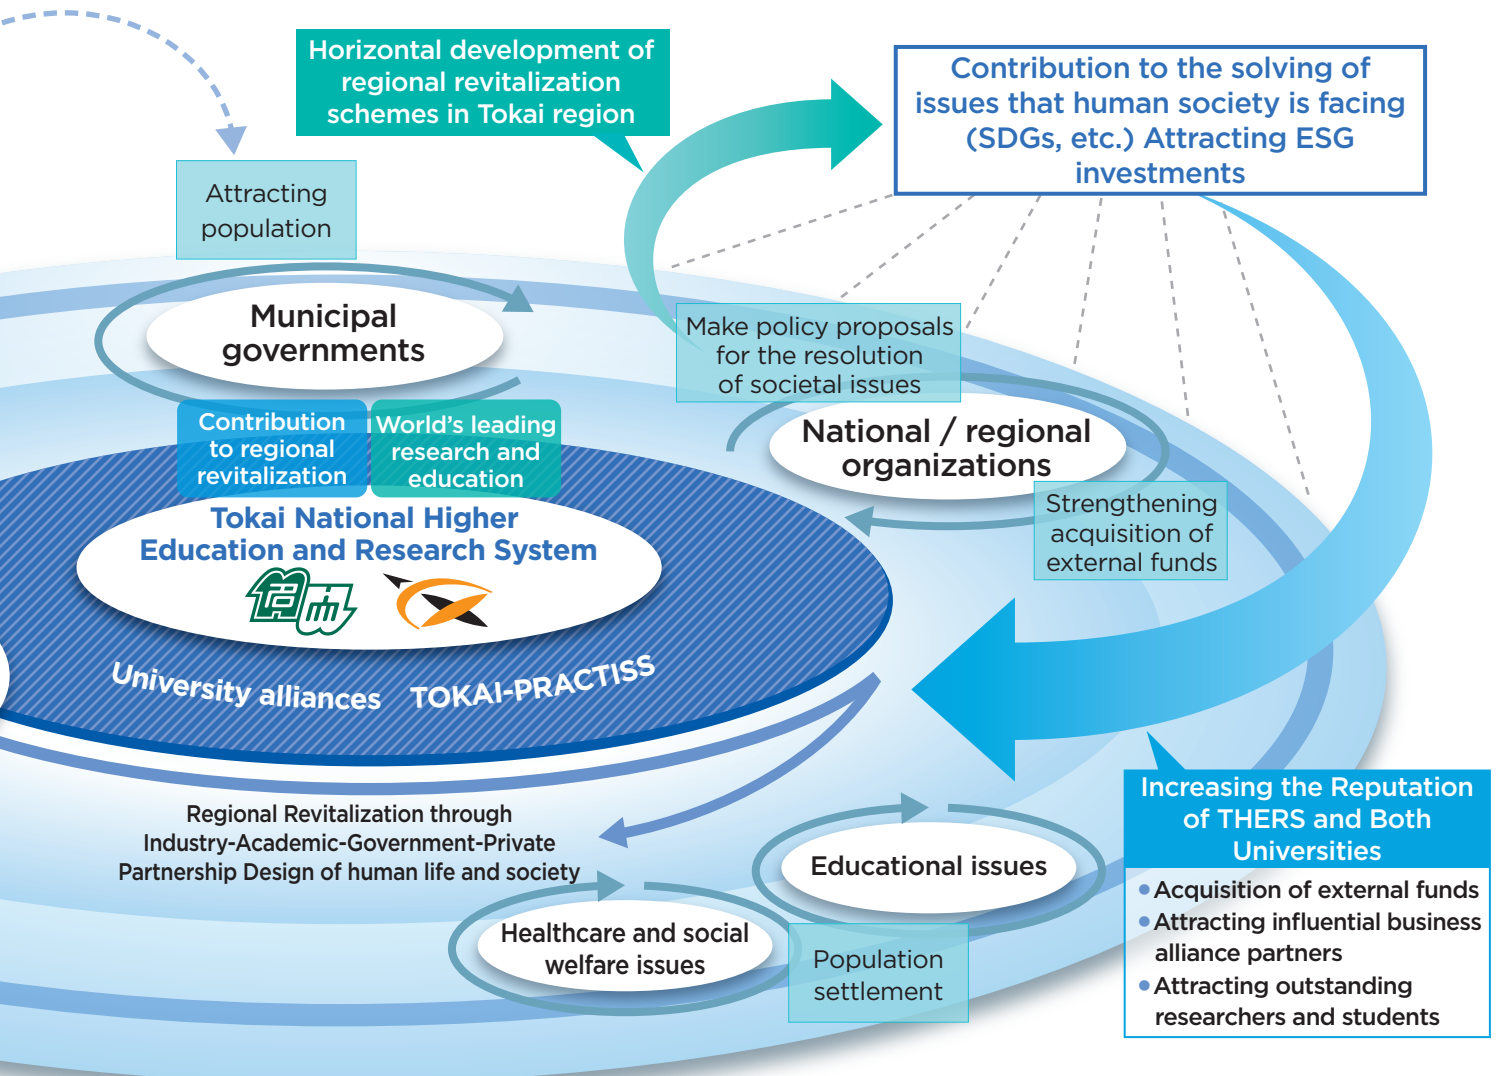 Horizontal development of
regional revitalization
schemes in Tokai region
Contribution to the solving of
issues that human society is facing
(SDGs, etc.) Attracting ESG
investments
Attracting
population
Municipal
governments
Make policy proposals
for the resolution
of societal issues
National / regional
organizations
Strengthening
acquisition of
external funds
Contribution
to regional
revitalization
World’s leading
research and
education
Tokai National Higher
Education and Research System
University alliances TOKAI-PRACTISS
Regional Revitalization through
Industry-Academic-Government-Private
Partnership Design of human life and society
Educational issues
Healthcare and social
welfare issues
Population
settlement
Increasing the Reputation
of THERS and Both
Universities
• Acquisition of external funds
• Attracting influential business
alliance partners
• Attracting outstanding
researchers and students